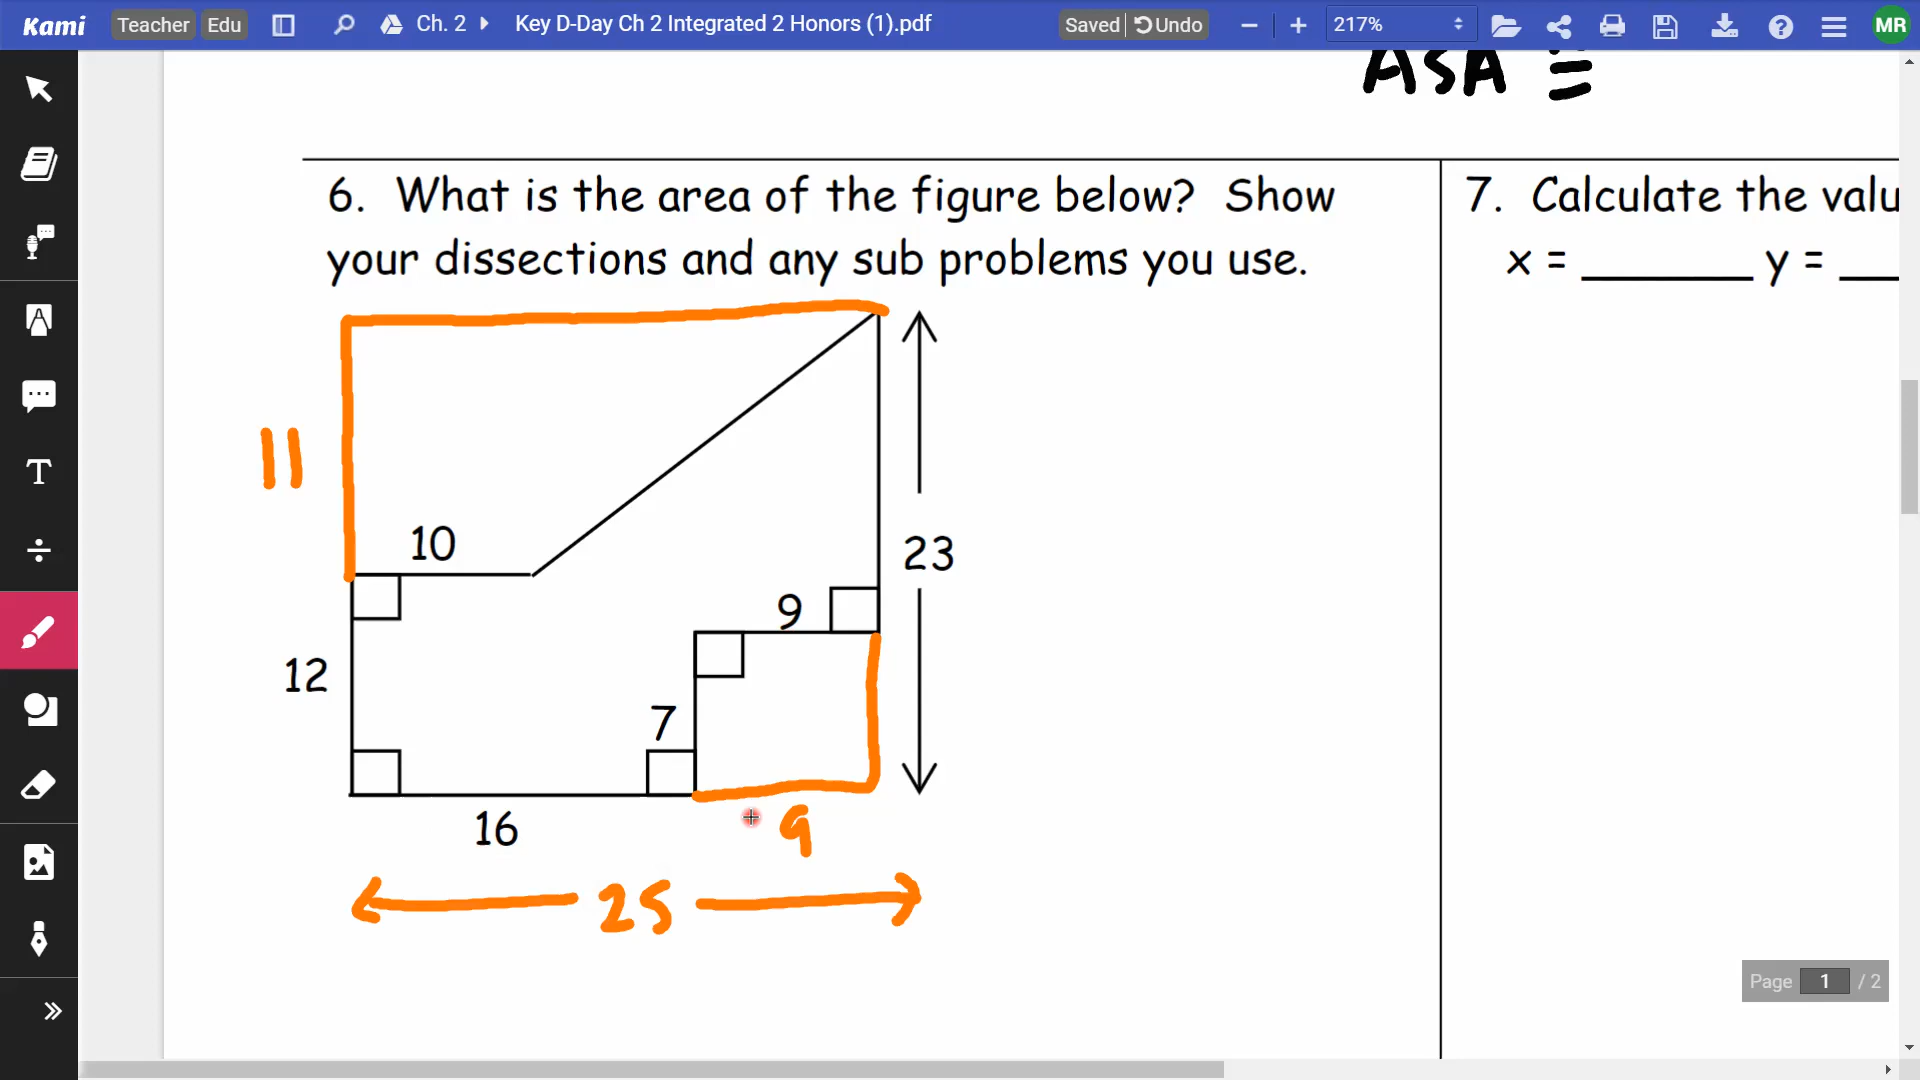 Kami Teacher Edu Ch. 2 Key D-Day Ch 2 Integrated 2 Honors (1).pdf Saved Undo 217% MR
ASA ≅
6. What is the area of the figure below? Show
your dissections and any sub problems you use.
7. Calculate the valu
x = ________ y = ___
11
10
23
9
12
7
16
9
25
Page 1 / 2